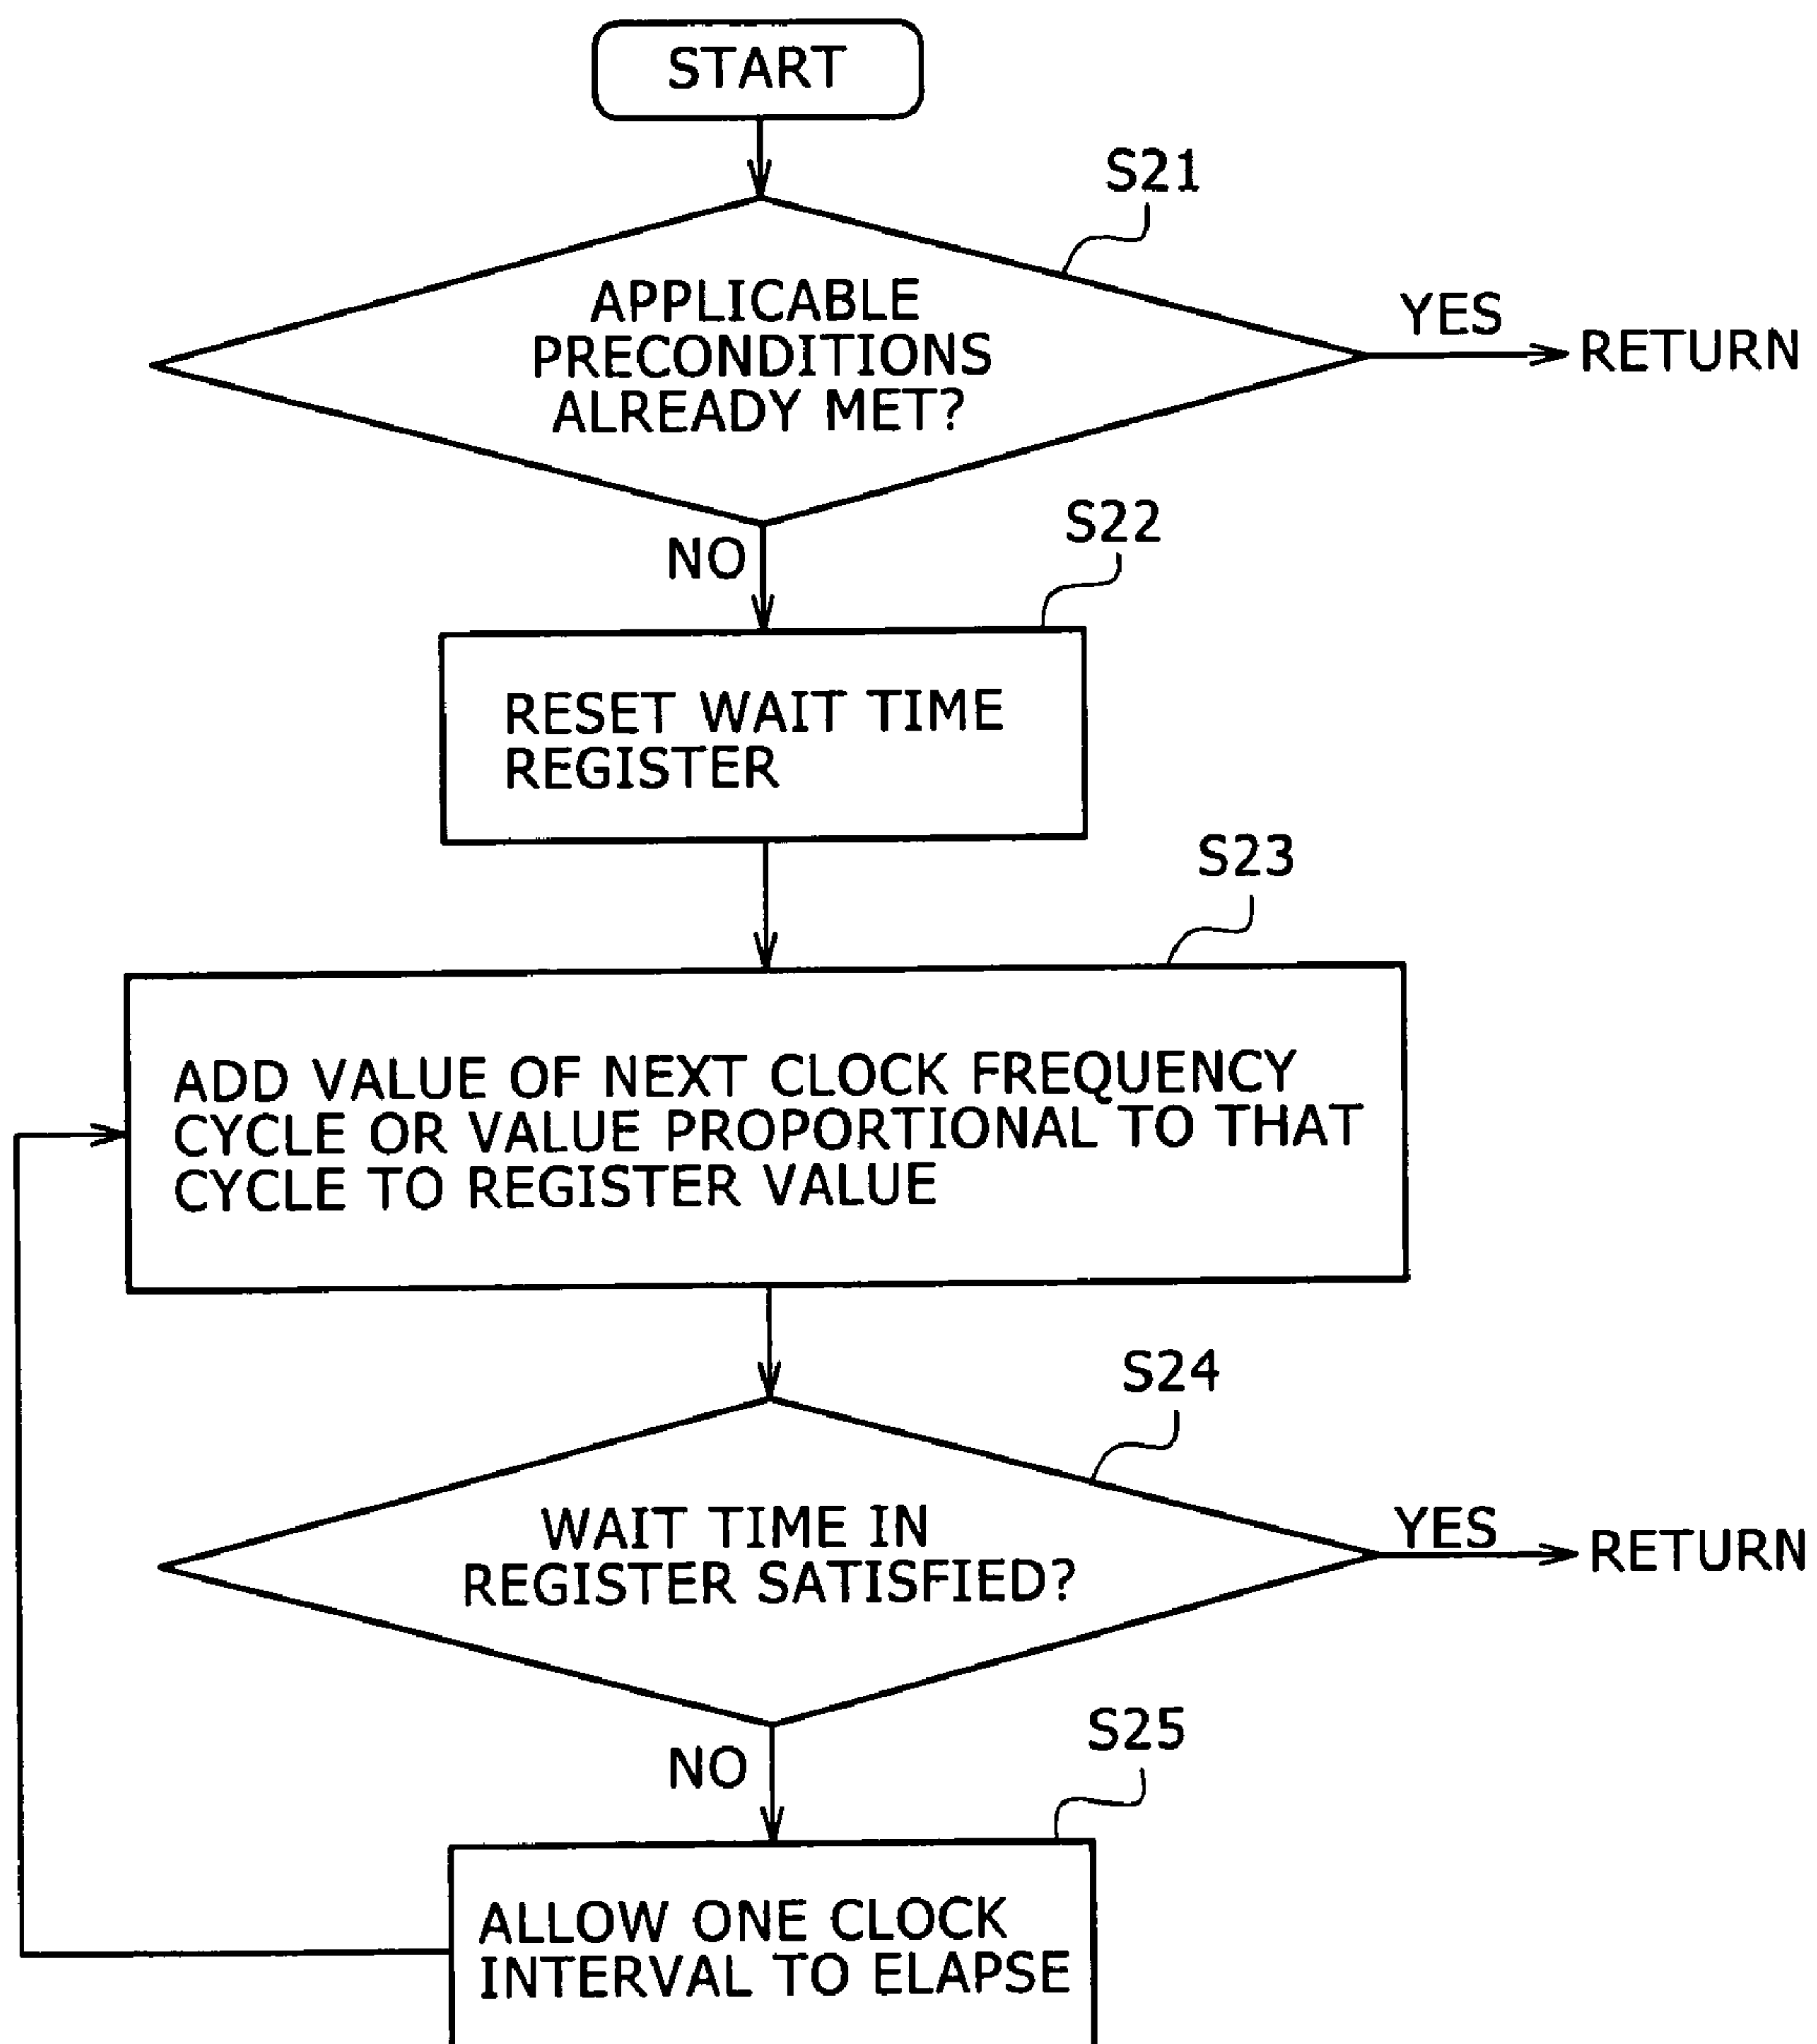 START
S21
APPLICABLE
PRECONDITIONS
ALREADY MET?
YES
RETURN
NO
S22
RESET WAIT TIME
REGISTER
S23
ADD VALUE OF NEXT CLOCK FREQUENCY
CYCLE OR VALUE PROPORTIONAL TO THAT
CYCLE TO REGISTER VALUE
S24
WAIT TIME IN
REGISTER SATISFIED?
YES
RETURN
NO
S25
ALLOW ONE CLOCK
INTERVAL TO ELAPSE